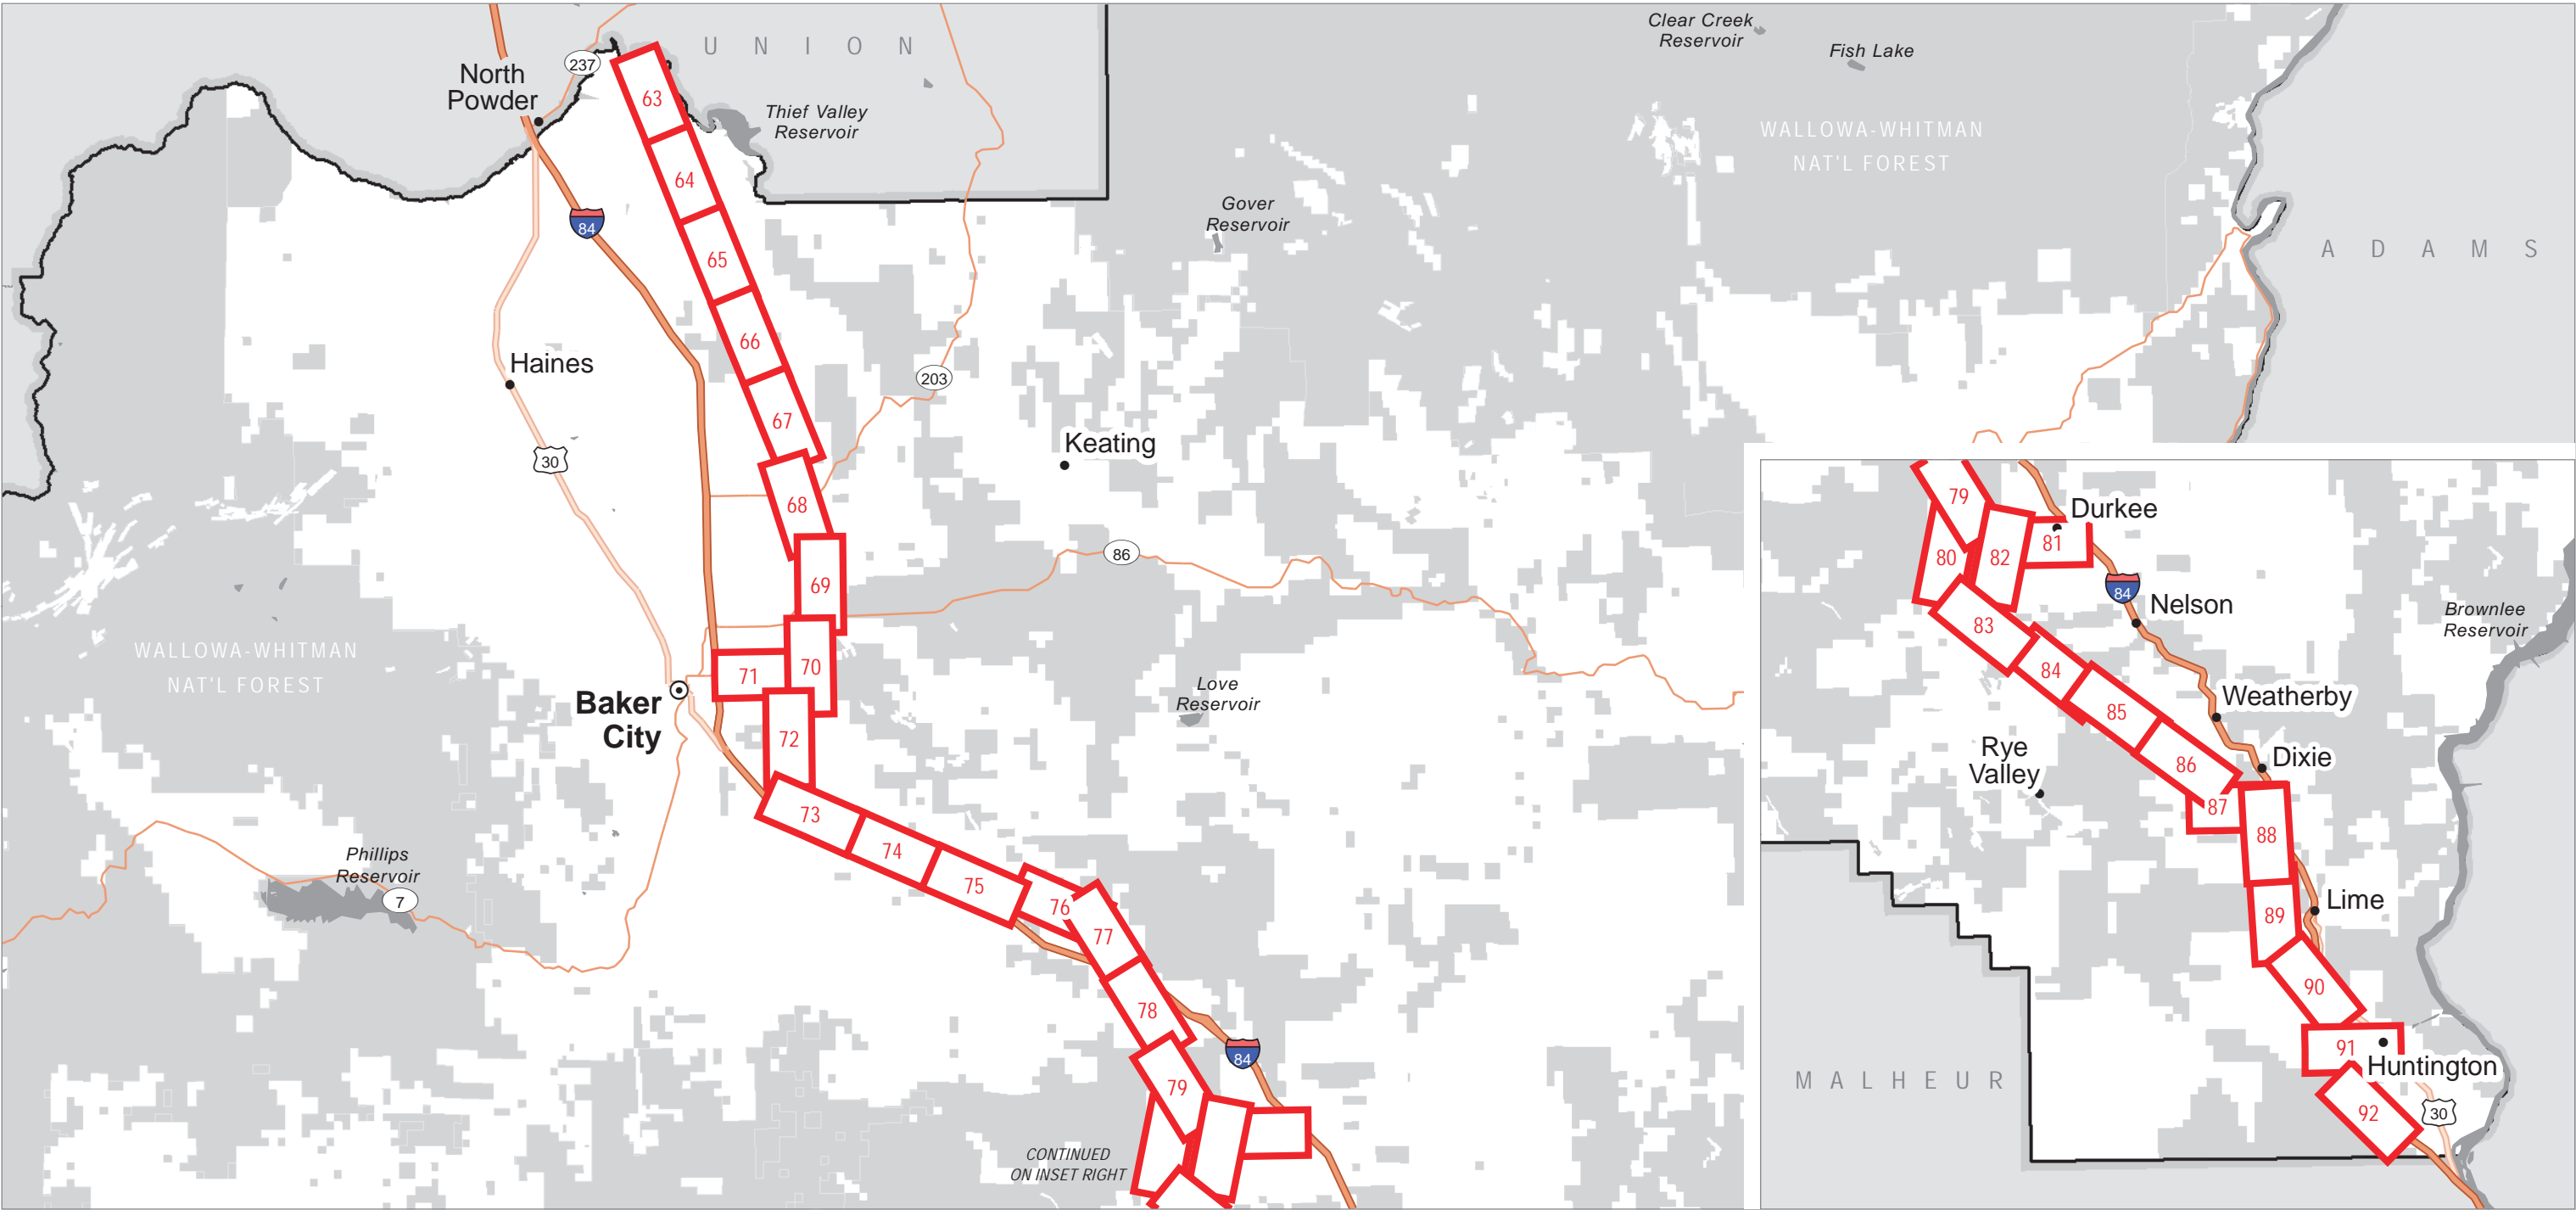 UNION
Clear Creek
Reservoir
Fish Lake
237
North
Powder
63
Thief Valley
Reservoir
WALLOWA-WHITMAN
NAT'L FOREST
64
84
Gover
Reservoir
ADAMS
65
66
Haines
203
67
Keating
30
68
86
69
WALLOWA-WHITMAN
NAT'L FOREST
70
71
Baker
City
Love
Reservoir
72
73
74
Phillips
Reservoir
7
75
76
77
78
84
79
CONTINUED
ON INSET RIGHT
79
Durkee
81
80
82
84
Nelson
Brownlee
Reservoir
83
84
Weatherby
85
Rye
Valley
Dixie
86
87
88
Lime
89
90
91
Huntington
MALHEUR
92
30